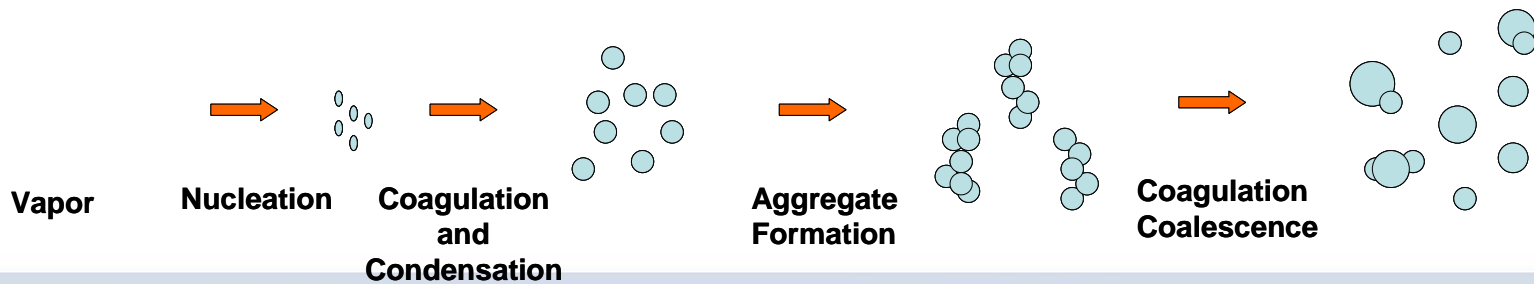 Vapor
Nucleation
Coagulation
and
Condensation
Aggregate
Formation
Coagulation
Coalescence